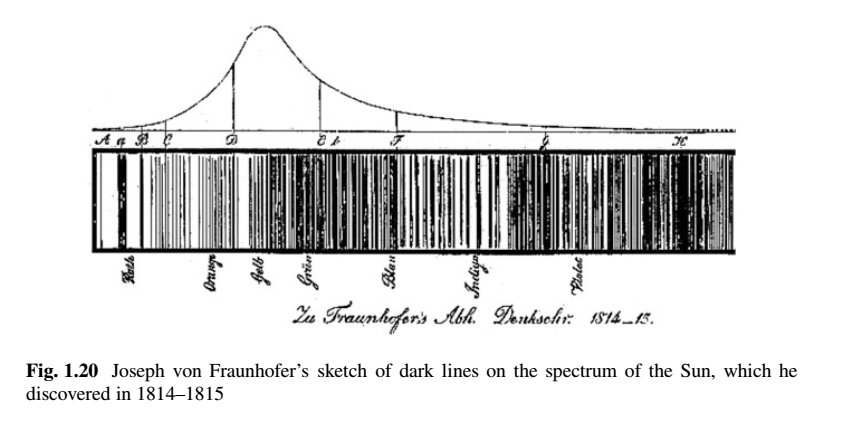 A a B C D E b F G H
Roth Orange Gelb Grün Blau Indigo Violet
Zu Fraunhofer's Abh. Denkschr. 1814_15.
Fig. 1.20 Joseph von Fraunhofer’s sketch of dark lines on the spectrum of the Sun, which he
discovered in 1814–1815